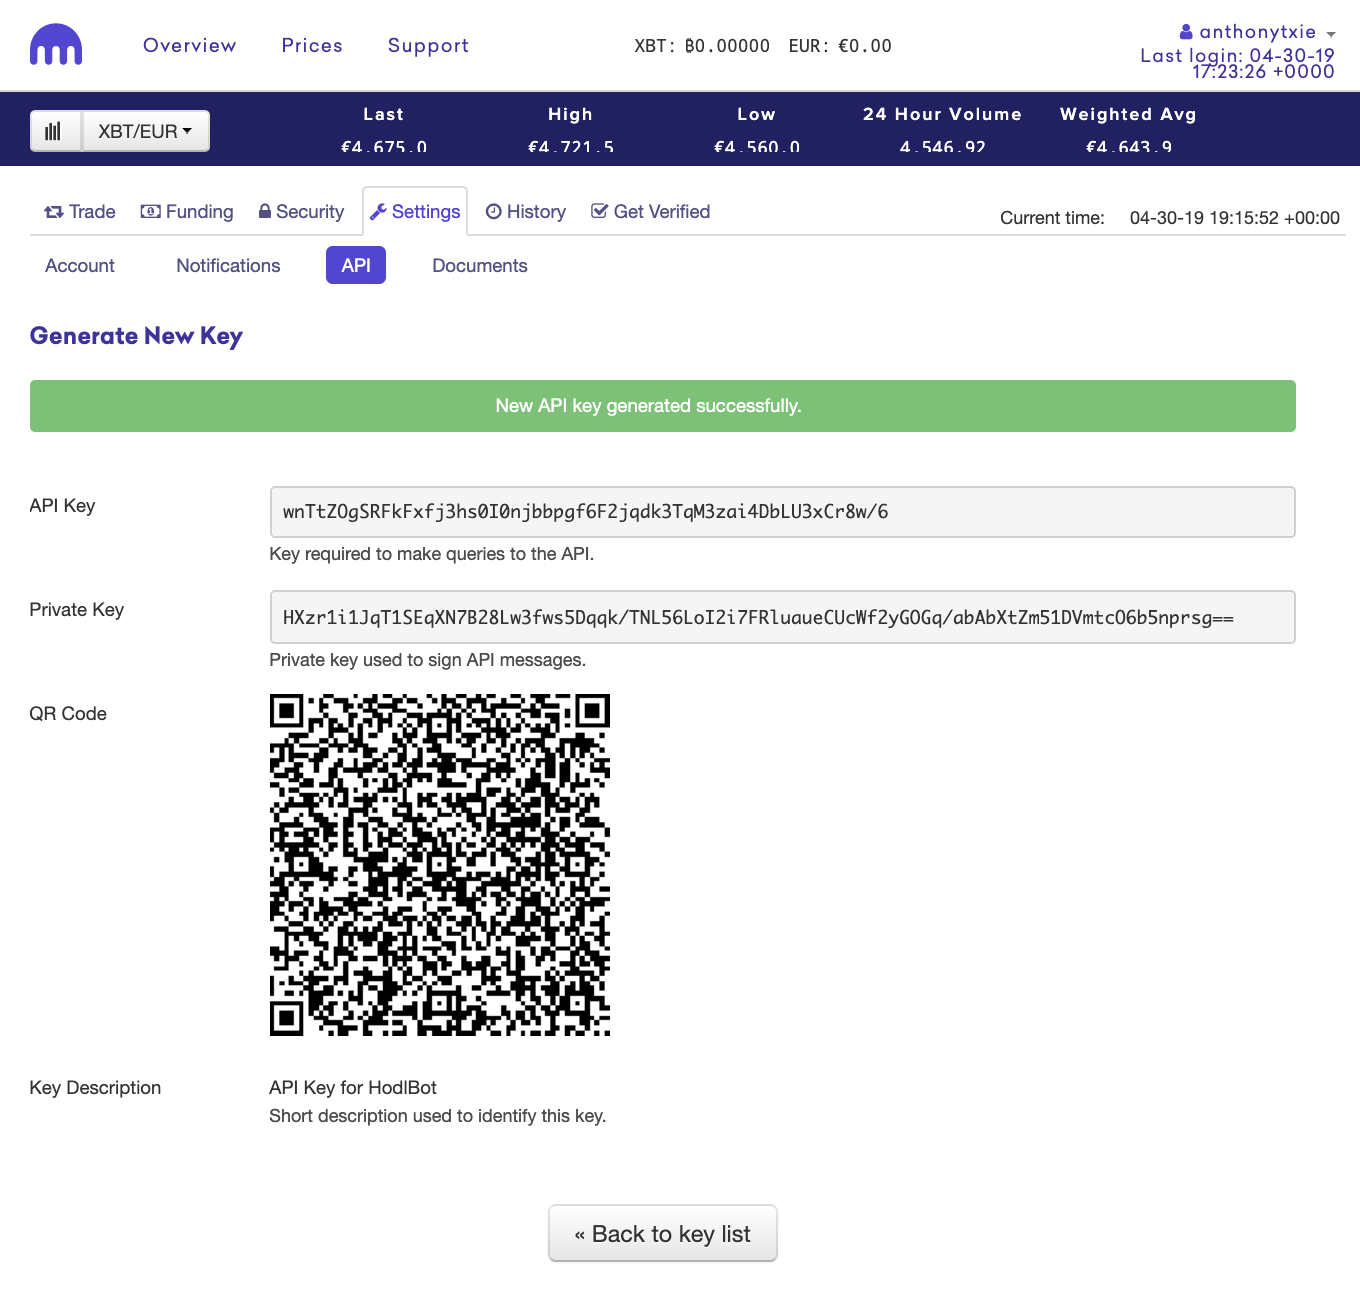 Overview Prices Support XBT: ฿0.00000 EUR: €0.00 anthonytxie
Last login: 04-30-19
17:23:26 +0000
XBT/EUR
Last High Low 24 Hour Volume Weighted Avg
€4,675.0 €4,721.5 €4,560.0 4,546.92 €4,643.9
Trade Funding Security Settings History Get Verified
Current time: 04-30-19 19:15:52 +00:00
Account Notifications API Documents
Generate New Key
New API key generated successfully.
API Key wnTtZOgSRFkFxfj3hs0I0njbbpgf6F2jqdk3TqM3zai4DbLU3xCr8w/6
Key required to make queries to the API.
Private Key HXzr1i1JqT1SEqXN7B28Lw3fws5Dqqk/TNL56LoI2i7FRluaueCUcWf2yGOGq/abAbXtZm51DVmtcO6b5nprsg==
Private key used to sign API messages.
QR Code
Key Description API Key for HodlBot
Short description used to identify this key.
« Back to key list